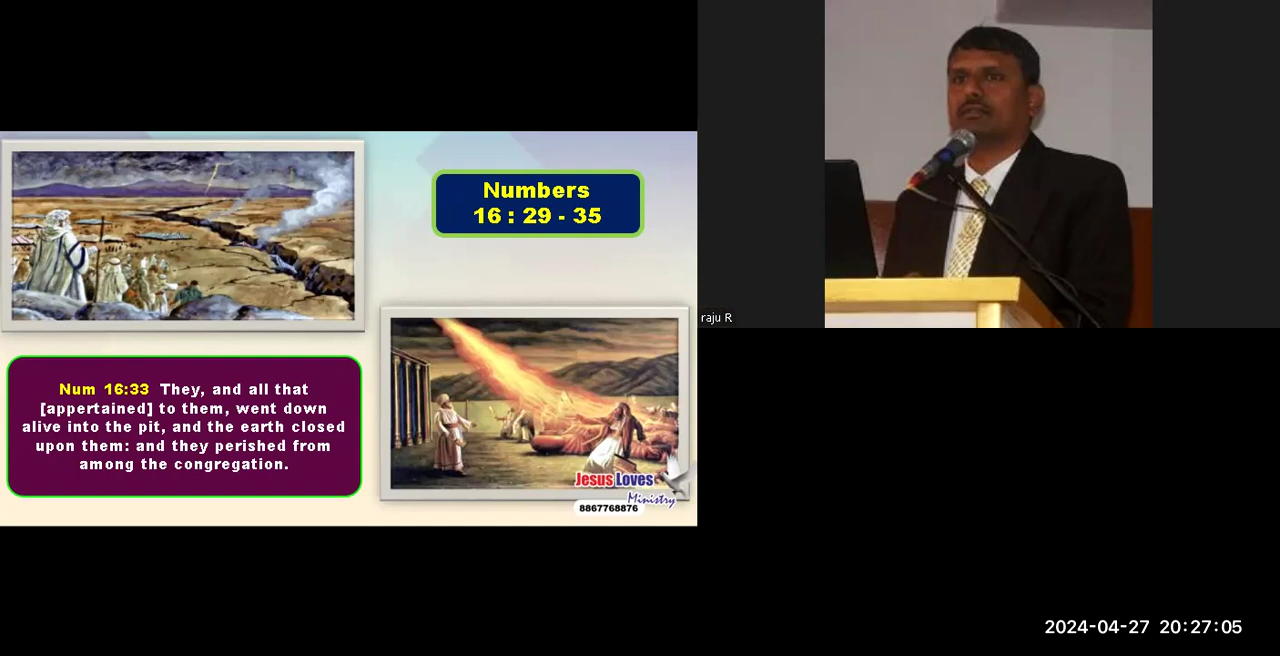 Numbers
16 : 29 - 35
Num 16:33 They, and all that
[appertained] to them, went down
alive into the pit, and the earth closed
upon them: and they perished from
among the congregation.
Jesus Loves
Ministry
8867768876
raju R
2024-04-27 20:27:05